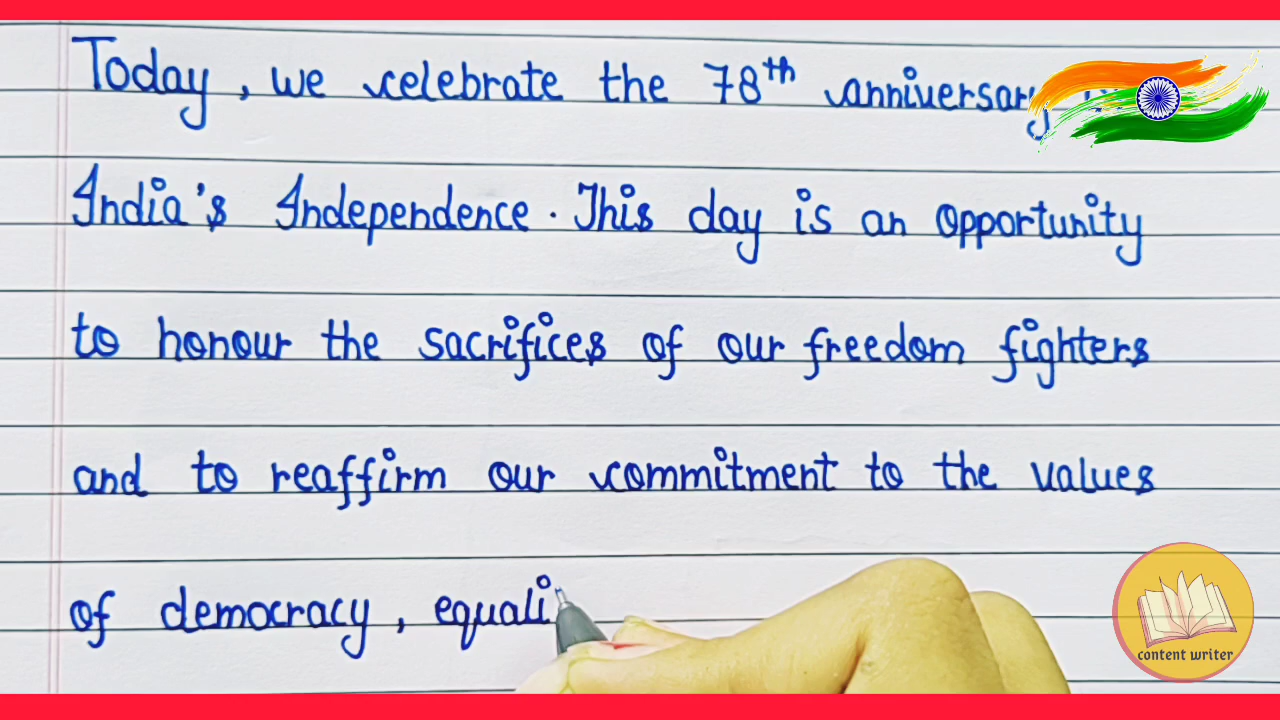 Today, we celebrate the 78th anniversary
India's Independence. This day is an opportunity
to honour the sacrifices of our freedom fighters
and to reaffirm our commitment to the values
of democracy, equali
content writer